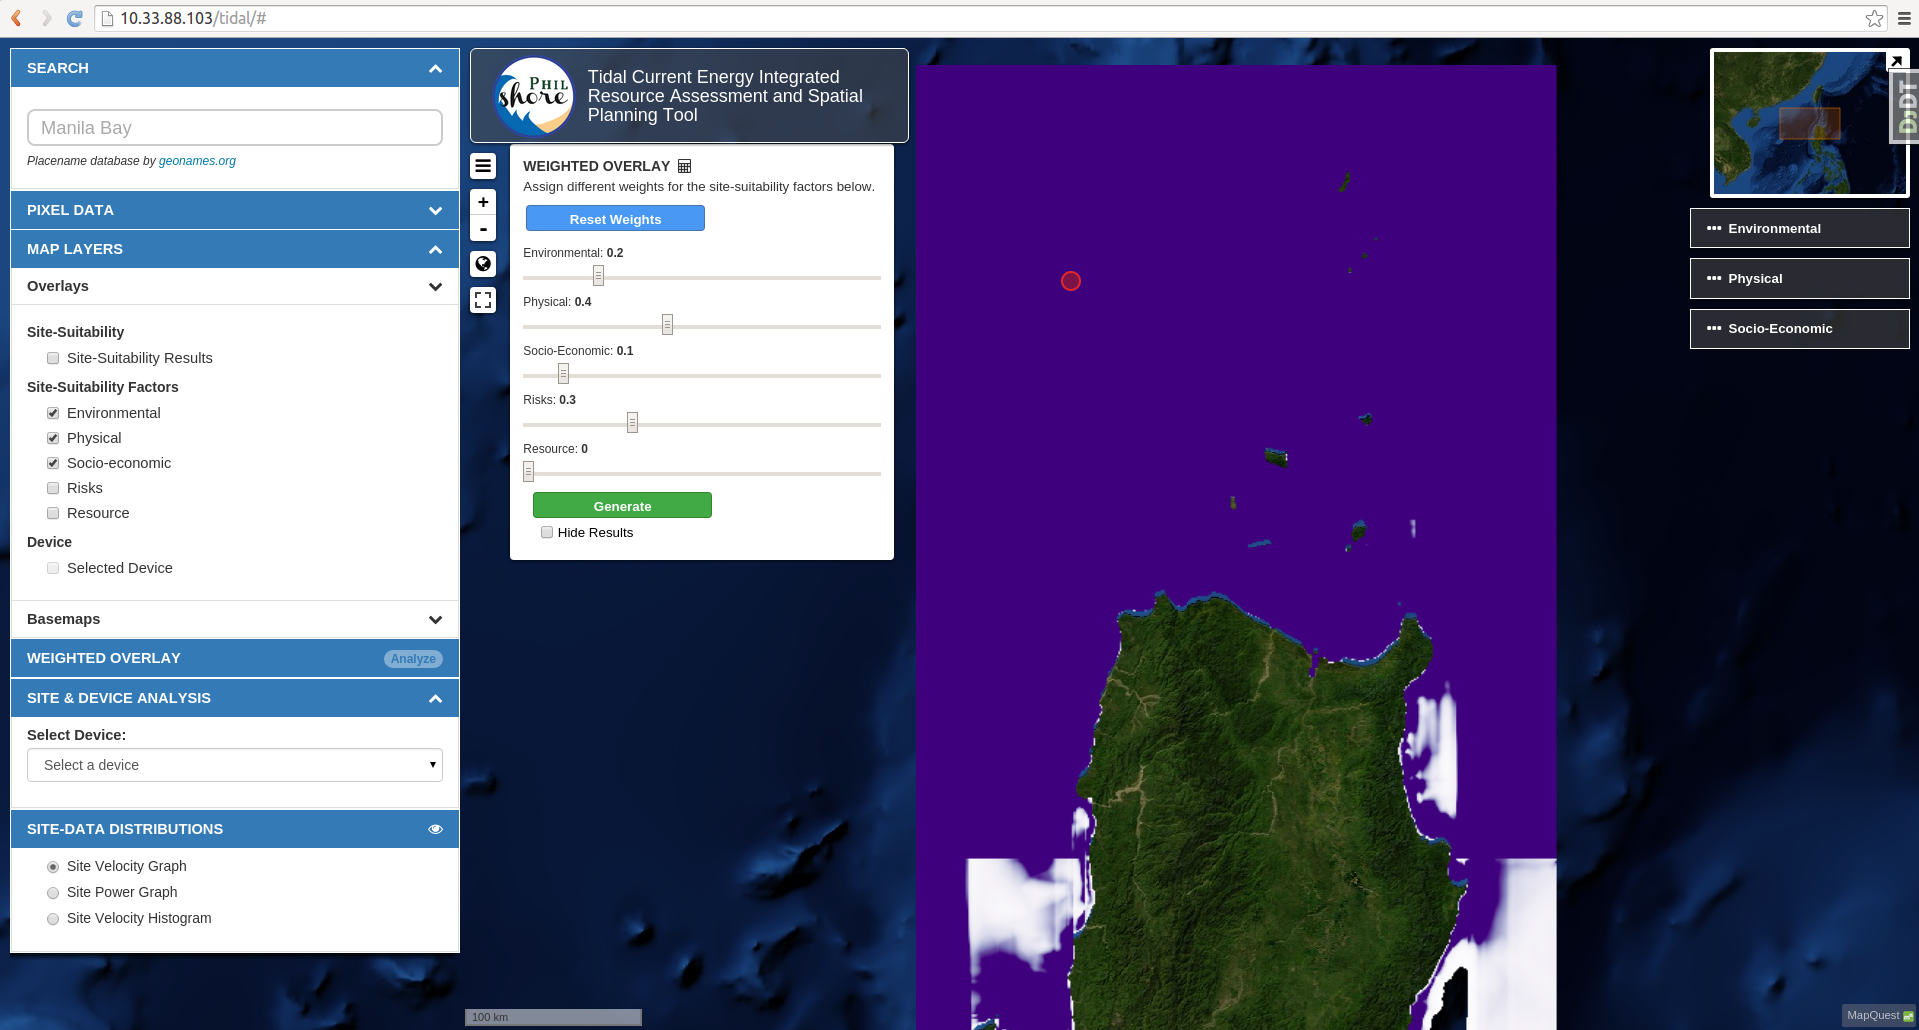 10.33.88.103/tidal/#
SEARCH
Manila Bay
Placename database by geonames.org
PIXEL DATA
MAP LAYERS
Overlays
Site-Suitability
Site-Suitability Results
Site-Suitability Factors
Environmental
Physical
Socio-economic
Risks
Resource
Device
Selected Device
Basemaps
WEIGHTED OVERLAY
Analyze
SITE & DEVICE ANALYSIS
Select Device:
Select a device
SITE-DATA DISTRIBUTIONS
Site Velocity Graph
Site Power Graph
Site Velocity Histogram
PHIL
shore
Tidal Current Energy Integrated
Resource Assessment and Spatial
Planning Tool
+
-
WEIGHTED OVERLAY
Assign different weights for the site-suitability factors below.
Reset Weights
Environmental: 0.2
Physical: 0.4
Socio-Economic: 0.1
Risks: 0.3
Resource: 0
Generate
Hide Results
100 km
DjDT
Environmental
Physical
Socio-Economic
MapQuest